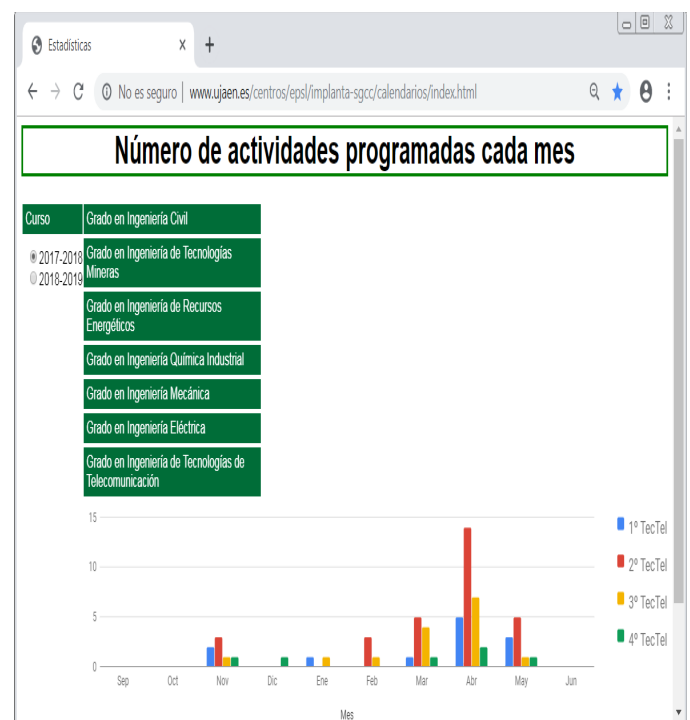 Estadísticas
No es seguro | www.ujaen.es/centros/epsl/implanta-sgcc/calendarios/index.html
Número de actividades programadas cada mes
Curso
2017-2018
2018-2019
Grado en Ingeniería Civil
Grado en Ingeniería de Tecnologías
Mineras
Grado en Ingeniería de Recursos
Energéticos
Grado en Ingeniería Química Industrial
Grado en Ingeniería Mecánica
Grado en Ingeniería Eléctrica
Grado en Ingeniería de Tecnologías de
Telecomunicación
15
10
5
0
Sep Oct Nov Dic Ene Feb Mar Abr May Jun
Mes
1º TecTel
2º TecTel
3º TecTel
4º TecTel